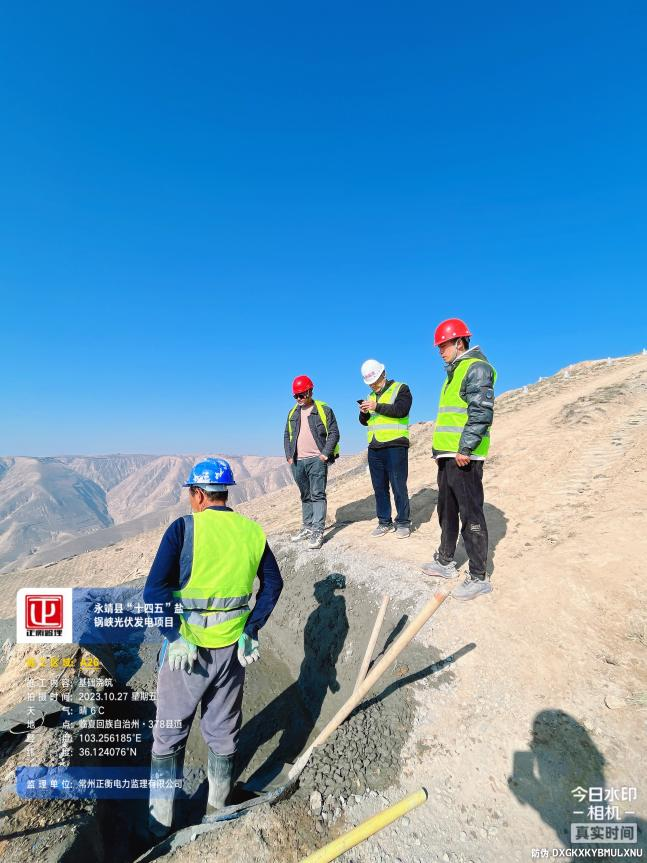 永靖县“十四五”盐
锅峡光伏发电项目
正衡监理
施工区域: A26
施工内容: 基础浇筑
拍摄时间: 2023.10.27 星期五
天气: 晴 6℃
地点: 临夏回族自治州·378县道
经度: 103.256185°E
纬度: 36.124076°N
监理单位: 常州正衡电力监理有限公司
今日水印
-相机-
真实时间
防伪 DXGKXKYBMULXNU